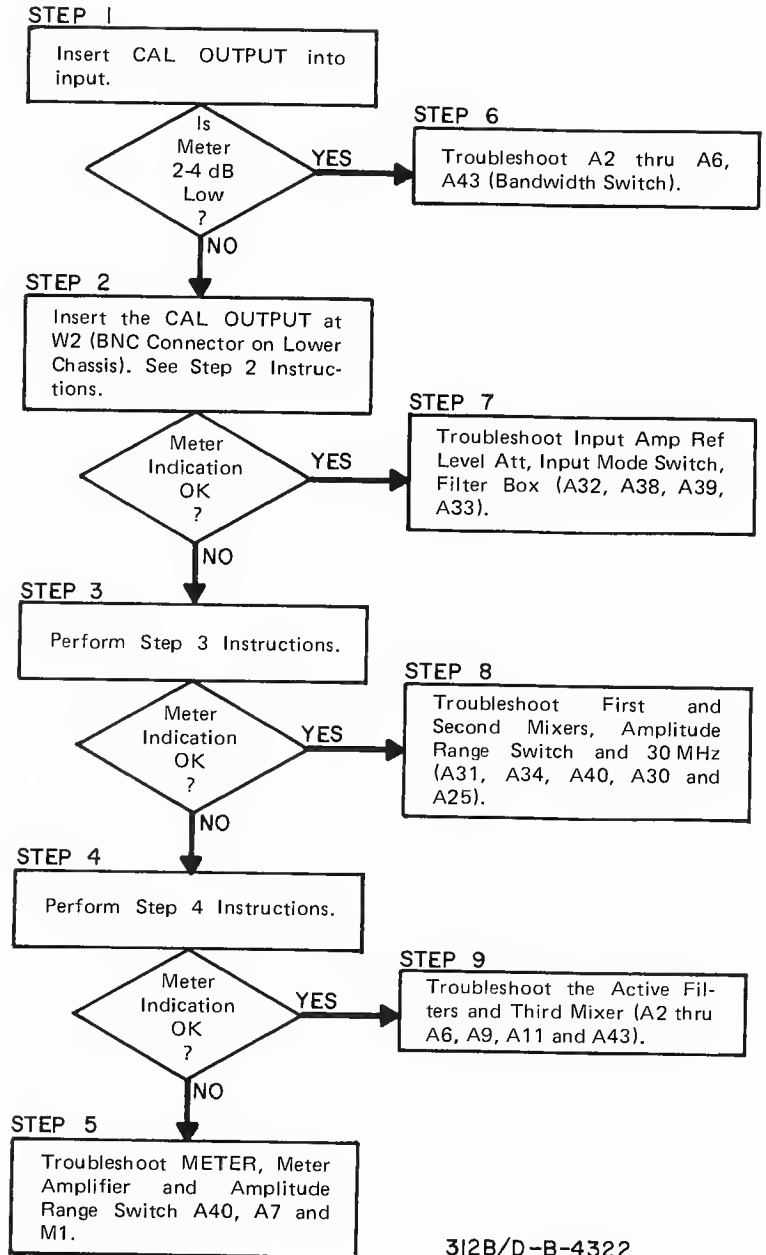 STEP 1
Insert CAL OUTPUT into
input.
Is
Meter
2-4 dB
Low
?
YES
NO
STEP 6
Troubleshoot A2 thru A6,
A43 (Bandwidth Switch).
STEP 2
Insert the CAL OUTPUT at
W2 (BNC Connector on Lower
Chassis). See Step 2 Instruc-
tions.
Meter
Indication
OK
?
YES
NO
STEP 7
Troubleshoot Input Amp Ref
Level Att, Input Mode Switch,
Filter Box (A32, A38, A39,
A33).
STEP 3
Perform Step 3 Instructions.
Meter
Indication
OK
?
YES
NO
STEP 8
Troubleshoot First and
Second Mixers, Amplitude
Range Switch and 30 MHz
(A31, A34, A40, A30 and
A25).
STEP 4
Perform Step 4 Instructions.
Meter
Indication
OK
?
YES
NO
STEP 9
Troubleshoot the Active Fil-
ters and Third Mixer (A2 thru
A6, A9, A11 and A43).
STEP 5
Troubleshoot METER, Meter
Amplifier and Amplitude
Range Switch A40, A7 and
M1.
312B/D-B-4322